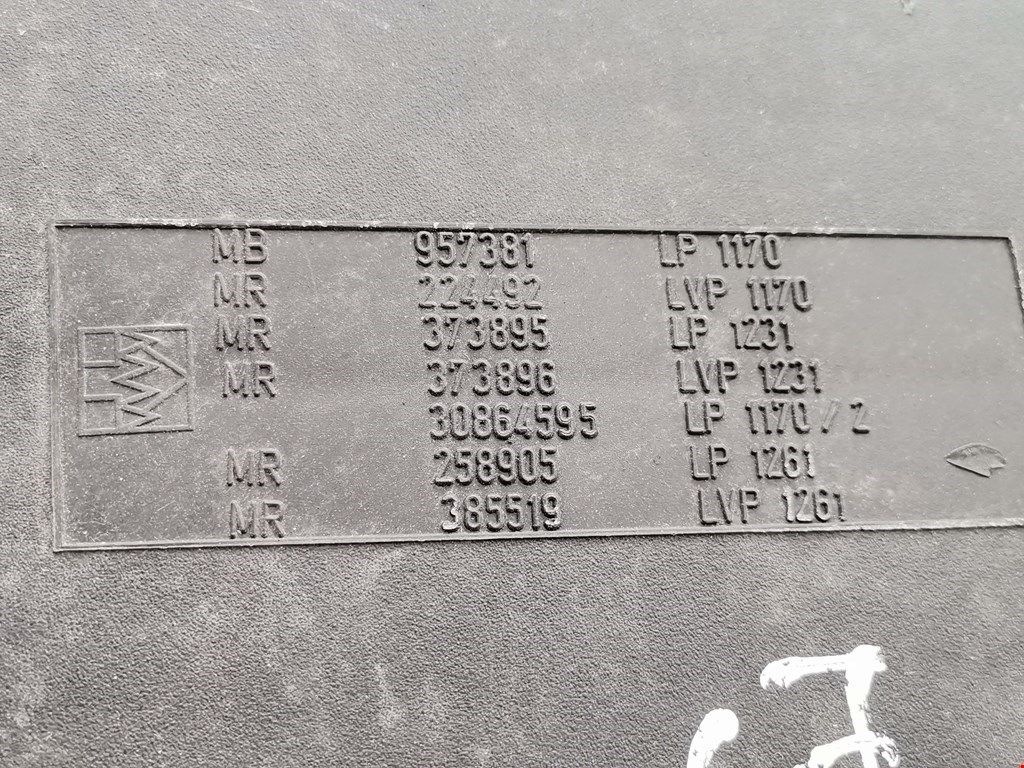 MB 957381 LP 1170
MR 224492 LVP 1170
MR 373895 LP 1231
MR 373896 LVP 1231
30864595 LP 1170 / 2
MR 258905 LP 1261
MR 385519 LVP 1261